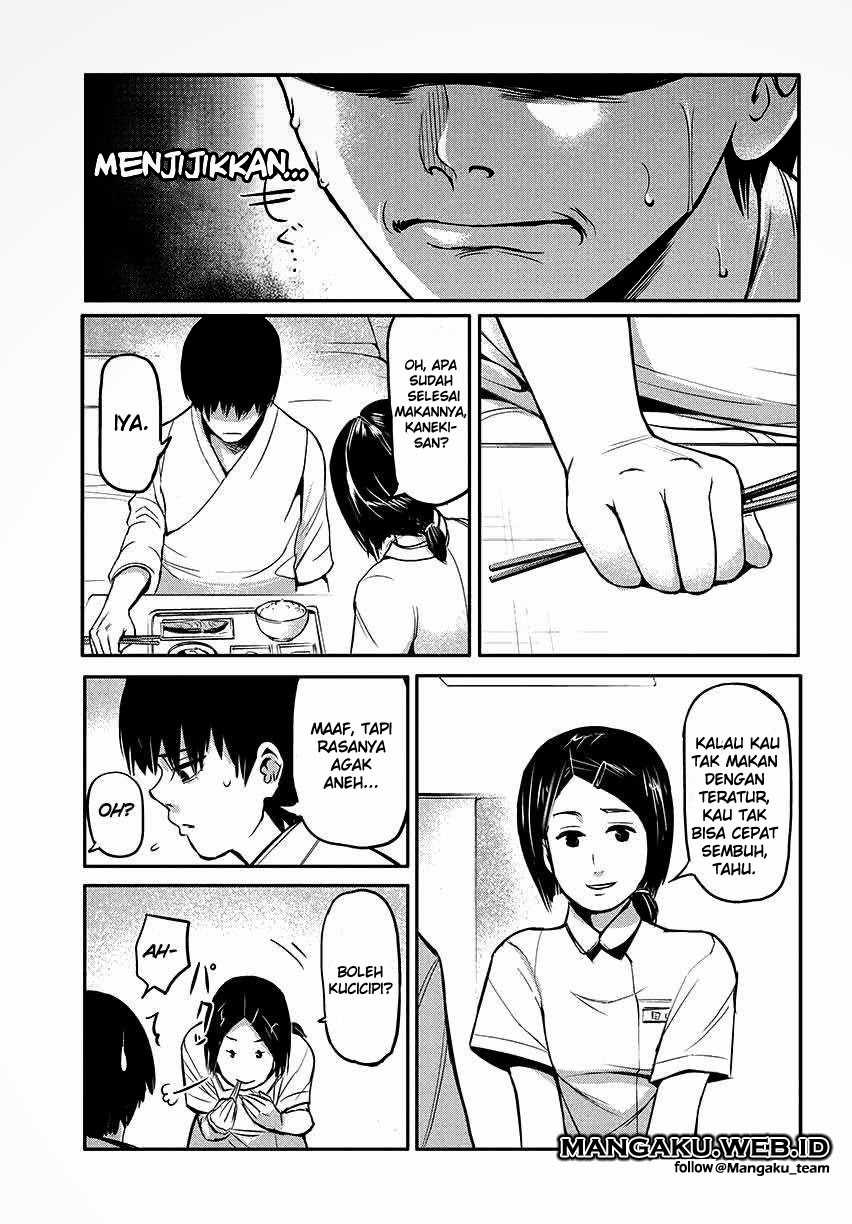 MENJIJIKKAN...
OH, APA
SUDAH
SELESAI
MAKANNYA,
KANEKI-
SAN?
IYA.
KALAU KAU
TAK MAKAN
DENGAN
TERATUR,
KAU TAK
BISA CEPAT
SEMBUH,
TAHU.
MAAF, TAPI
RASANYA
AGAK
ANEH...
OH?
BOLEH
KUCICIPI?
AH-
MANGAKU.WEB.ID
follow @Mangaku_team